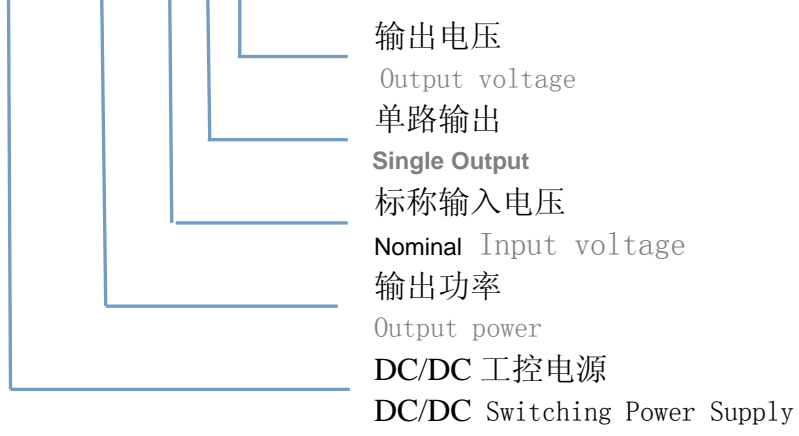 输出电压
Output voltage
单路输出
Single Output
标称输入电压
Nominal Input voltage
输出功率
Output power
DC/DC 工控电源
DC/DC Switching Power Supply